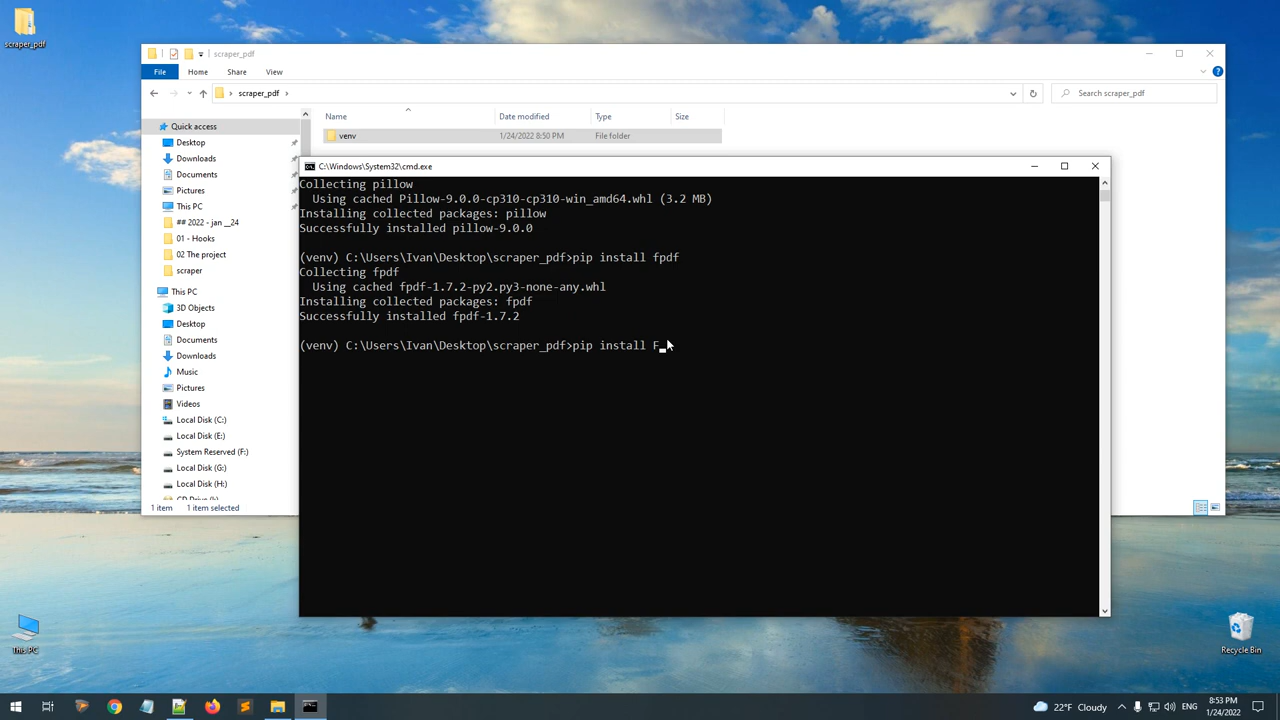 scraper_pdf
scraper_pdf
File
Home
Share
View
scraper_pdf
Search scraper_pdf
Name
Date modified
Type
Size
venv
1/24/2022 8:50 PM
File folder
Quick access
Desktop
Downloads
Documents
Pictures
This PC
## 2022 - jan __24
01 - Hooks
02 The project
scraper
This PC
3D Objects
Desktop
Documents
Downloads
Music
Pictures
Videos
Local Disk (C:)
Local Disk (E:)
System Reserved (F:)
Local Disk (G:)
Local Disk (H:)
1 item
1 item selected
C:\Windows\System32\cmd.exe
Collecting pillow
Using cached Pillow-9.0.0-cp310-cp310-win_amd64.whl (3.2 MB)
Installing collected packages: pillow
Successfully installed pillow-9.0.0
(venv) C:\Users\Ivan\Desktop\scraper_pdf>pip install fpdf
Collecting fpdf
Using cached fpdf-1.7.2-py2.py3-none-any.whl
Installing collected packages: fpdf
Successfully installed fpdf-1.7.2
(venv) C:\Users\Ivan\Desktop\scraper_pdf>pip install F
This PC
Recycle Bin
22°F Cloudy
ENG
8:53 PM
1/24/2022